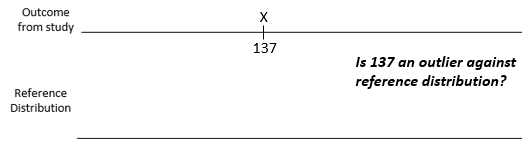 Outcome
from study
X
137
Is 137 an outlier against
reference distribution?
Reference
Distribution